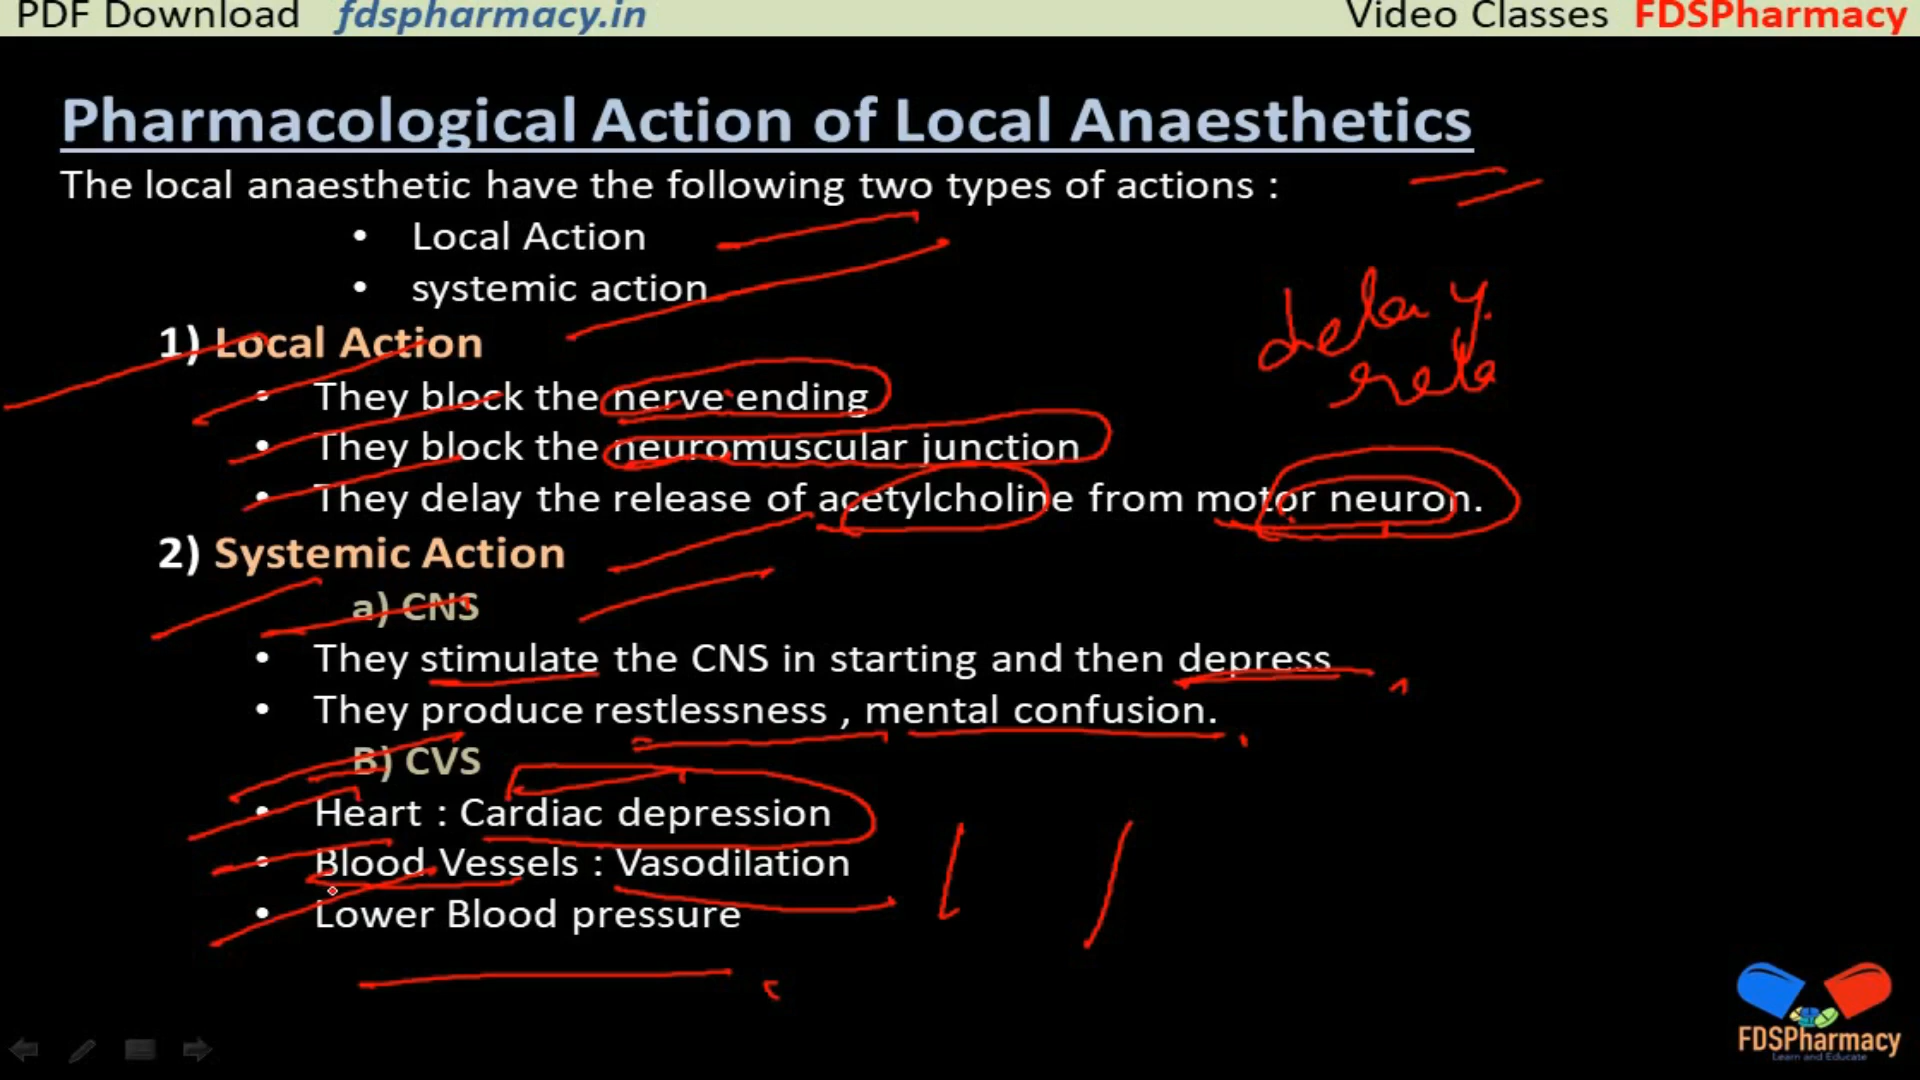 PDF Download fdspharmacy.in Video Classes FDSPharmacy
Pharmacological Action of Local Anaesthetics
The local anaesthetic have the following two types of actions :
• Local Action
• systemic action
1) Local Action
• They block the nerve ending
• They block the neuromuscular junction
• They delay the release of acetylcholine from motor neuron.
delay
rela
2) Systemic Action
a) CNS
• They stimulate the CNS in starting and then depress
• They produce restlessness , mental confusion.
B) CVS
• Heart : Cardiac depression
• Blood Vessels : Vasodilation
• Lower Blood pressure
FDSPharmacy
Learn and Educate